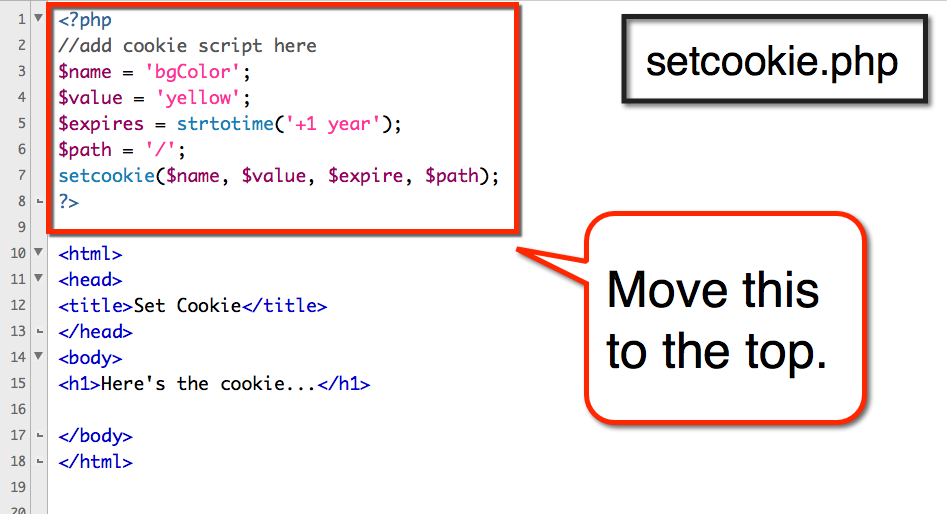 1 <?php
2 //add cookie script here
3 $name = 'bgColor';
4 $value = 'yellow';
5 $expires = strtotime('+1 year');
6 $path = '/';
7 setcookie($name, $value, $expire, $path);
8 ?>
9
10 <html>
11 <head>
12 <title>Set Cookie</title>
13 </head>
14 <body>
15 <h1>Here's the cookie...</h1>
16
17 </body>
18 </html>
19
20
setcookie.php
Move this
to the top.